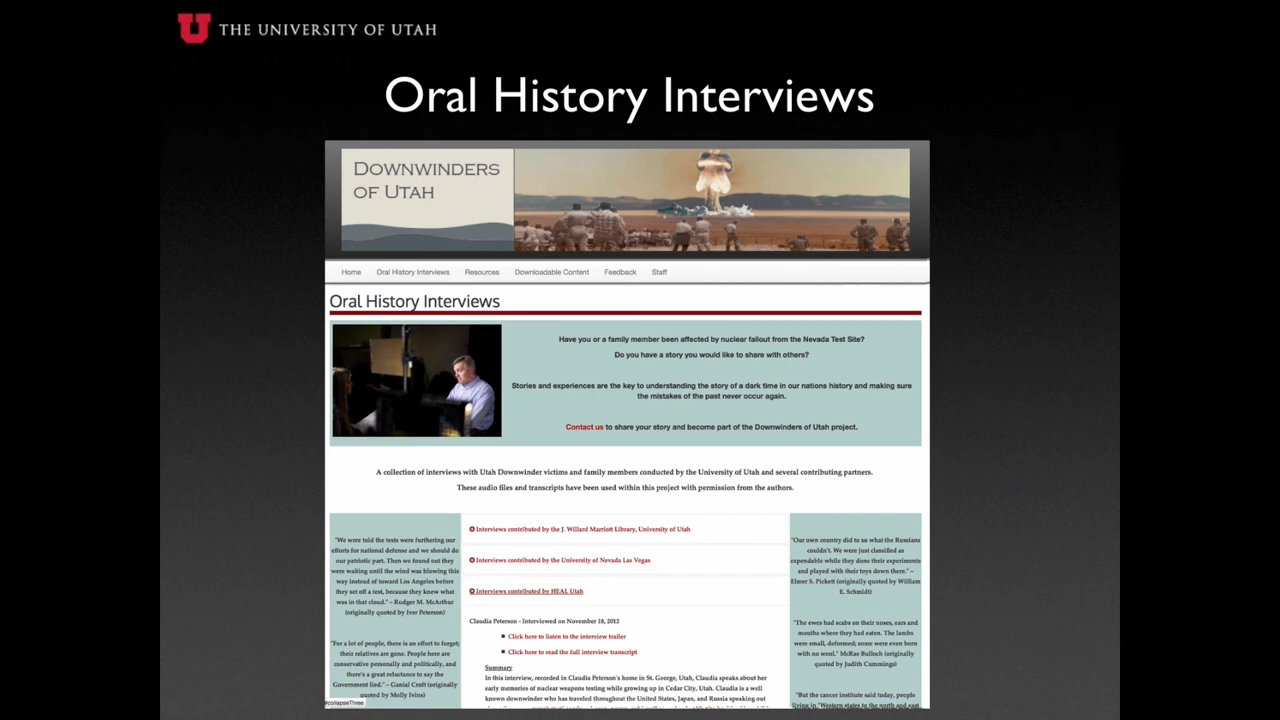 THE UNIVERSITY OF UTAH
Oral History Interviews
DOWNWINDERS
OF UTAH
Home Oral History Interviews Resources Downloadable Content Feedback Staff
Oral History Interviews
Have you or a family member been affected by nuclear fallout from the Nevada Test Site?
Do you have a story you would like to share with others?
Stories and experiences are the key to understanding the story of a dark time in our nations history and making sure
the mistakes of the past never occur again.
Contact us to share your story and become part of the Downwinders of Utah project.
A collection of interviews with Utah Downwinder victims and family members conducted by the University of Utah and several contributing partners.
These audio files and transcripts have been used within this project with permission from the authors.
"We were told the tests were furthering our
efforts for national defense and we should do
our patriotic part. Then we found out they
were waiting until the wind was blowing this
way instead of toward Los Angeles before
they set off a test, because they knew what
was in that cloud." – Rudger M. McArthur
(originally quoted by Iver Peterson)
"For a lot of people, there is an effort to forget;
their relatives are gone. People here are
conservative personally and politically, and
there's a great reluctance to say the
Government lied." – Ganial Croft (originally
quoted by Molly Ivins)
Interviews contributed by the J. Willard Marriott Library, University of Utah
Interviews contributed by the University of Nevada Las Vegas
Interviews contributed by HEAL Utah
Claudia Peterson - Interviewed on November 18, 2012
Click here to listen to the interview trailer
Click here to read the full interview transcript
Summary
In this interview, recorded in Claudia Peterson's home in St. George, Utah, Claudia speaks about her
early memories of nuclear weapons testing while growing up in Cedar City, Utah. Claudia is a well
known downwinder who has traveled throughout the United States, Japan, and Russia speaking out
"Our own country did to us what the Russians
couldn't. We were just classified as
expendable while they done their experiments
and played with their toys down there." –
Elmer S. Pickett (originally quoted by William
E. Schmidt)
"The ewes had scabs on their noses, ears and
mouths where they had eaten. The lambs
were small, deformed; some were even born
with no wool." McRae Bulloch (originally
quoted by Judith Cummings)
"But the cancer institute said today, people
living in "Western states to the north and east
#collapseThree